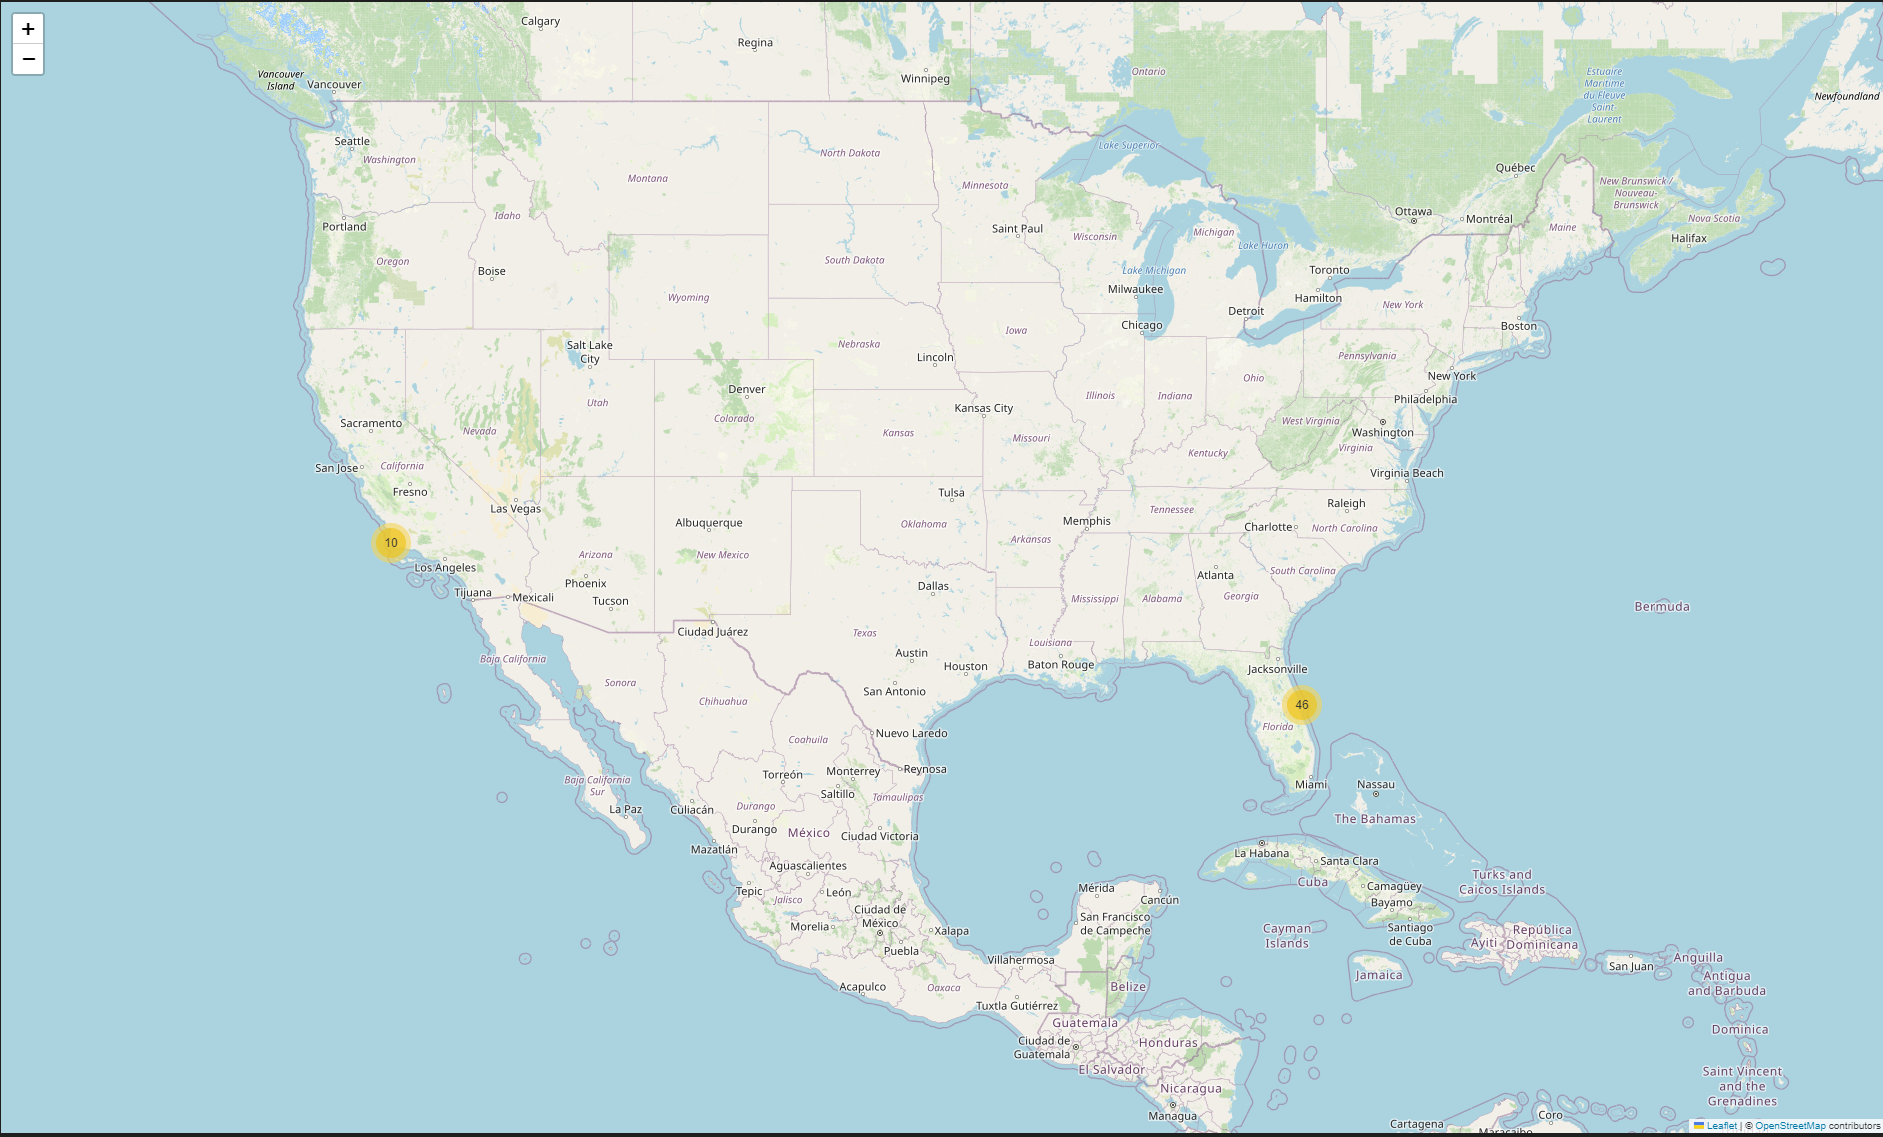 +
−
Calgary
Regina
Winnipeg
Vancouver
Island
Vancouver
Ontario
Estuaire
Maritime
du Fleuve
Saint-
Laurent
Newfoundland
Seattle
Washington
Montana
North Dakota
Minnesota
Lake Superior
Québec
New Brunswick /
Nouveau-
Brunswick
Nova Scotia
Halifax
Portland
Idaho
Oregon
Boise
Saint Paul
Wisconsin
Michigan
Lake Huron
Ottawa
Montréal
Maine
South Dakota
Wyoming
Lake Michigan
Milwaukee
Toronto
Hamilton
New York
Chicago
Detroit
Boston
Salt Lake
City
Nebraska
Iowa
Lincoln
Pennsylvania
New York
Denver
Utah
Colorado
Illinois
Indiana
Ohio
Philadelphia
Kansas City
Sacramento
Nevada
Kansas
Missouri
West Virginia
Washington
Virginia
Kentucky
San Jose
California
Fresno
Virginia Beach
Las Vegas
Tulsa
Tennessee
Raleigh
Albuquerque
Oklahoma
Memphis
Charlotte
North Carolina
10
Arizona
New Mexico
Arkansas
Los Angeles
Phoenix
Dallas
Atlanta
South Carolina
Tijuana
Mexicali
Tucson
Mississippi
Alabama
Georgia
Bermuda
Ciudad Juárez
Texas
Louisiana
Baja California
Austin
Houston
Baton Rouge
Jacksonville
Sonora
Chihuahua
San Antonio
46
Florida
Coahuila
Nuevo Laredo
Baja California
Sur
Torreón
Monterrey
Reynosa
Saltillo
Tamaulipas
Miami
Nassau
La Paz
Culiacán
Durango
Durango
México
Ciudad Victoria
The Bahamas
Mazatlán
Aguascalientes
La Habana
Santa Clara
Tepic
León
Jalisco
Mérida
Cancún
Cuba
Camagüey
Bayamo
Turks and
Caicos Islands
Ciudad de
México
Morelia
Xalapa
San Francisco
de Campeche
Cayman
Islands
Santiago
de Cuba
Ayiti
República
Dominicana
Puebla
Villahermosa
Jamaica
San Juan
Anguilla
Antigua
and Barbuda
Acapulco
Oaxaca
Tuxtla Gutiérrez
Belize
Guatemala
Honduras
Dominica
Ciudad de
Guatemala
El Salvador
Nicaragua
Saint Vincent
and the
Grenadines
Managua
Cartagena
Maracaibo
Coro
Leaflet | © OpenStreetMap contributors